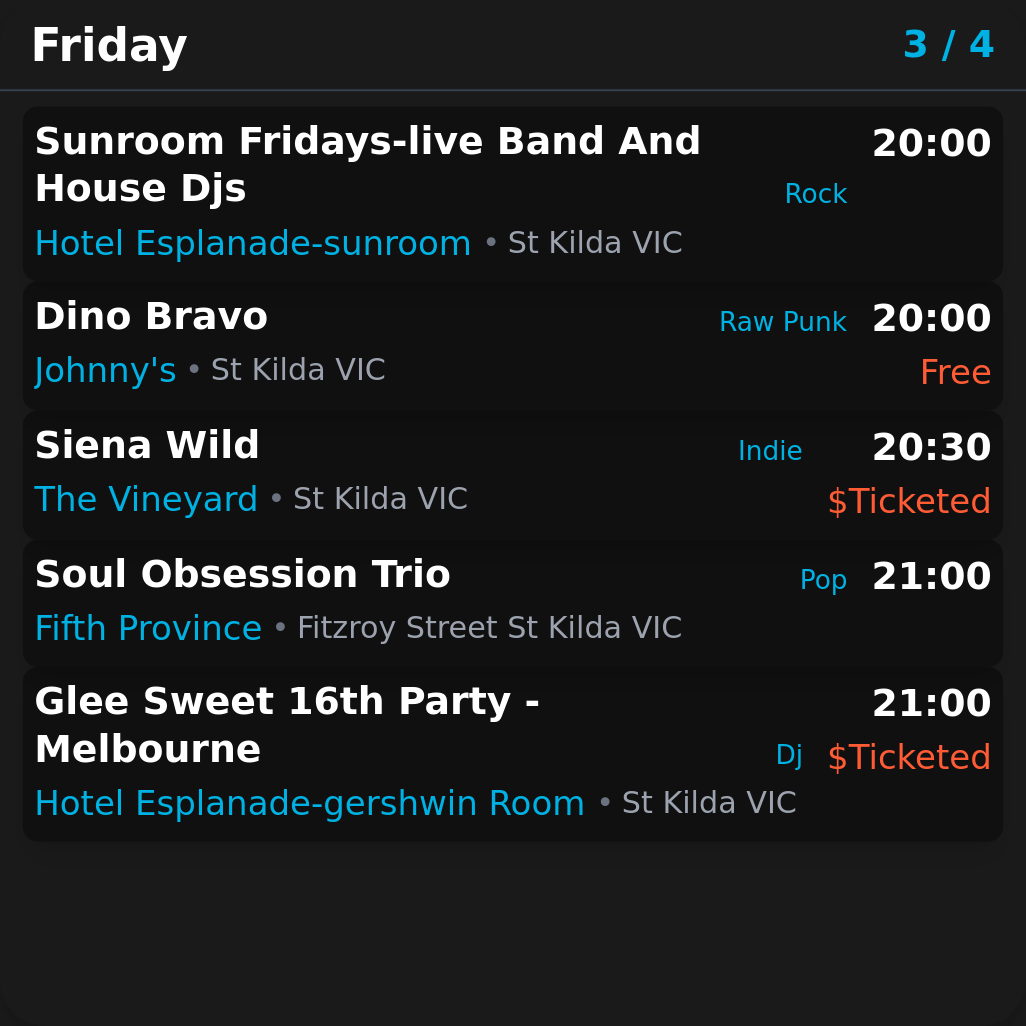 Friday 3 / 4
Sunroom Fridays-live Band And 20:00
House Djs Rock
Hotel Esplanade-sunroom • St Kilda VIC
Dino Bravo Raw Punk 20:00
Johnny's • St Kilda VIC Free
Siena Wild Indie 20:30
The Vineyard • St Kilda VIC $Ticketed
Soul Obsession Trio Pop 21:00
Fifth Province • Fitzroy Street St Kilda VIC
Glee Sweet 16th Party - 21:00
Melbourne Dj $Ticketed
Hotel Esplanade-gershwin Room • St Kilda VIC